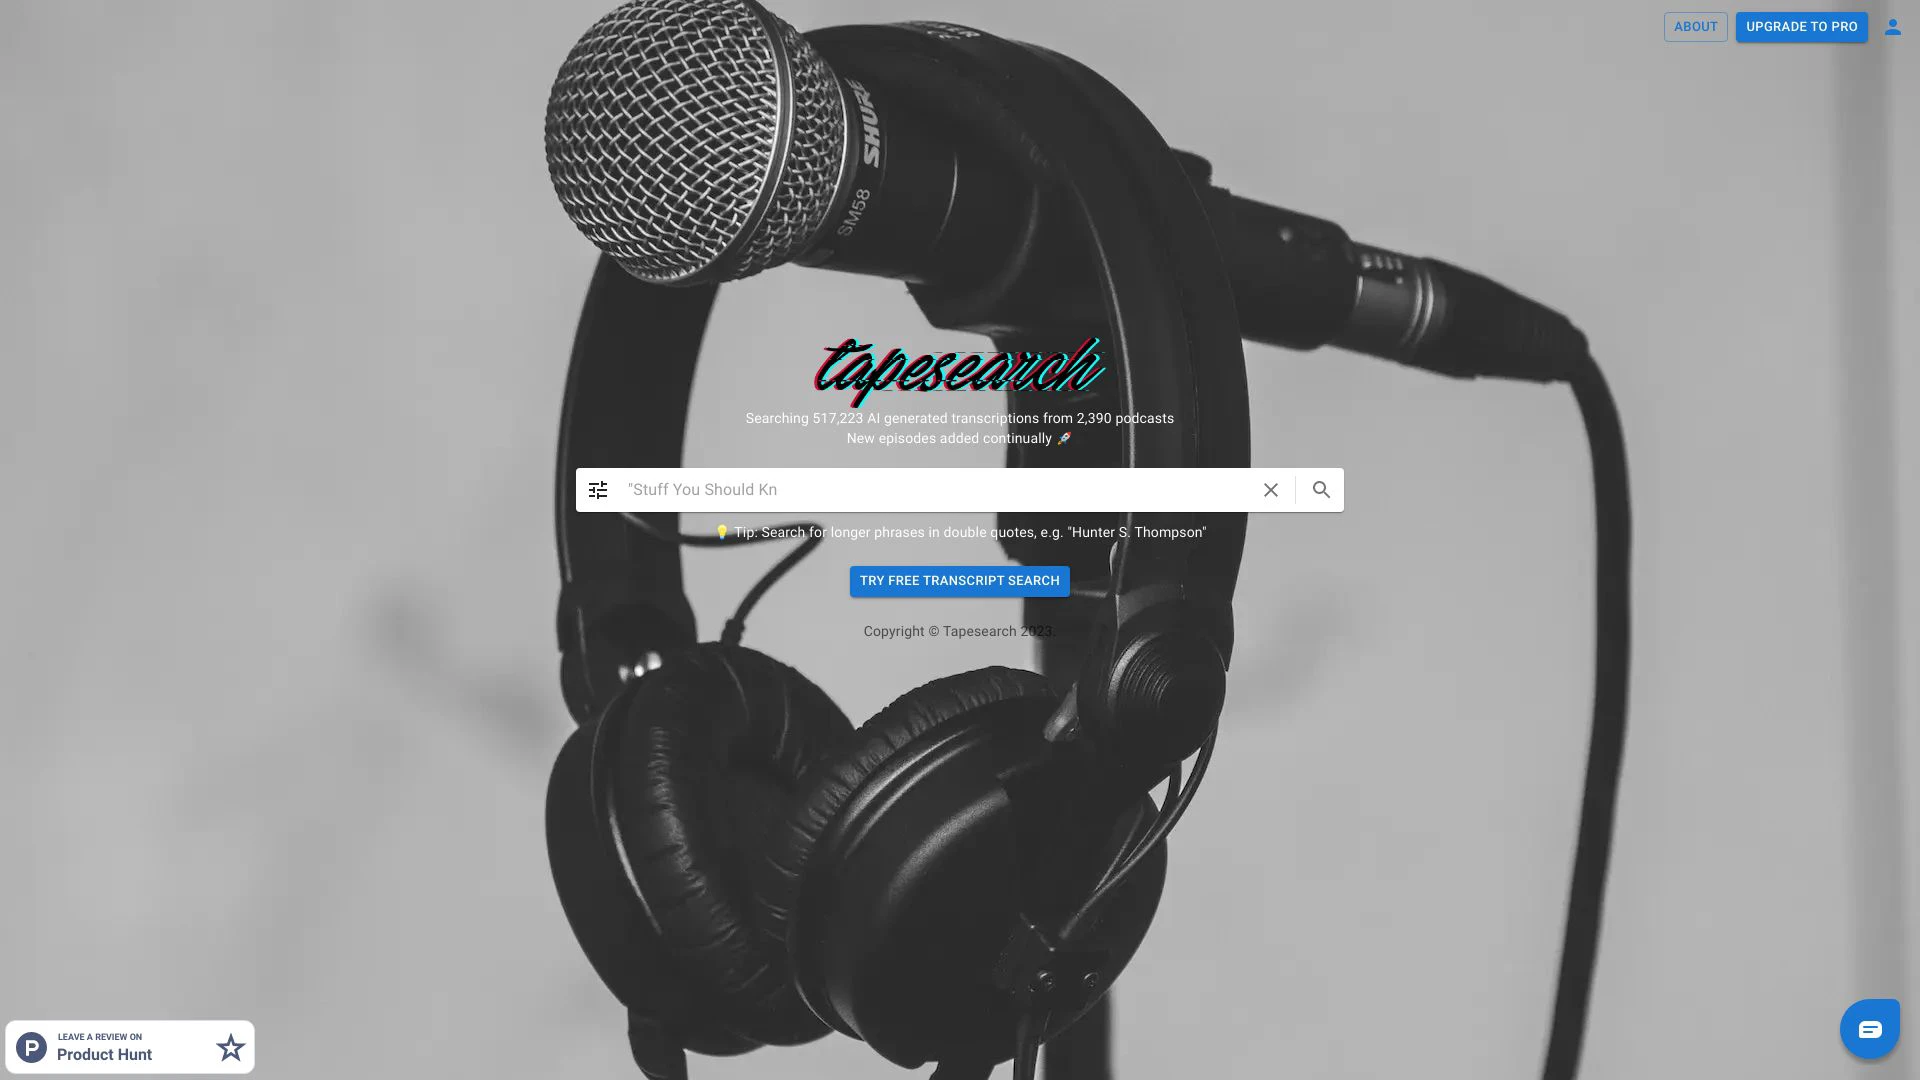 ABOUT
UPGRADE TO PRO
SHURE
SM58
tapesearch
Searching 517,223 AI generated transcriptions from 2,390 podcasts
New episodes added continually 🚀
"Stuff You Should Kn
💡 Tip: Search for longer phrases in double quotes, e.g. "Hunter S. Thompson"
TRY FREE TRANSCRIPT SEARCH
Copyright © Tapesearch 2023.
P
LEAVE A REVIEW ON
Product Hunt